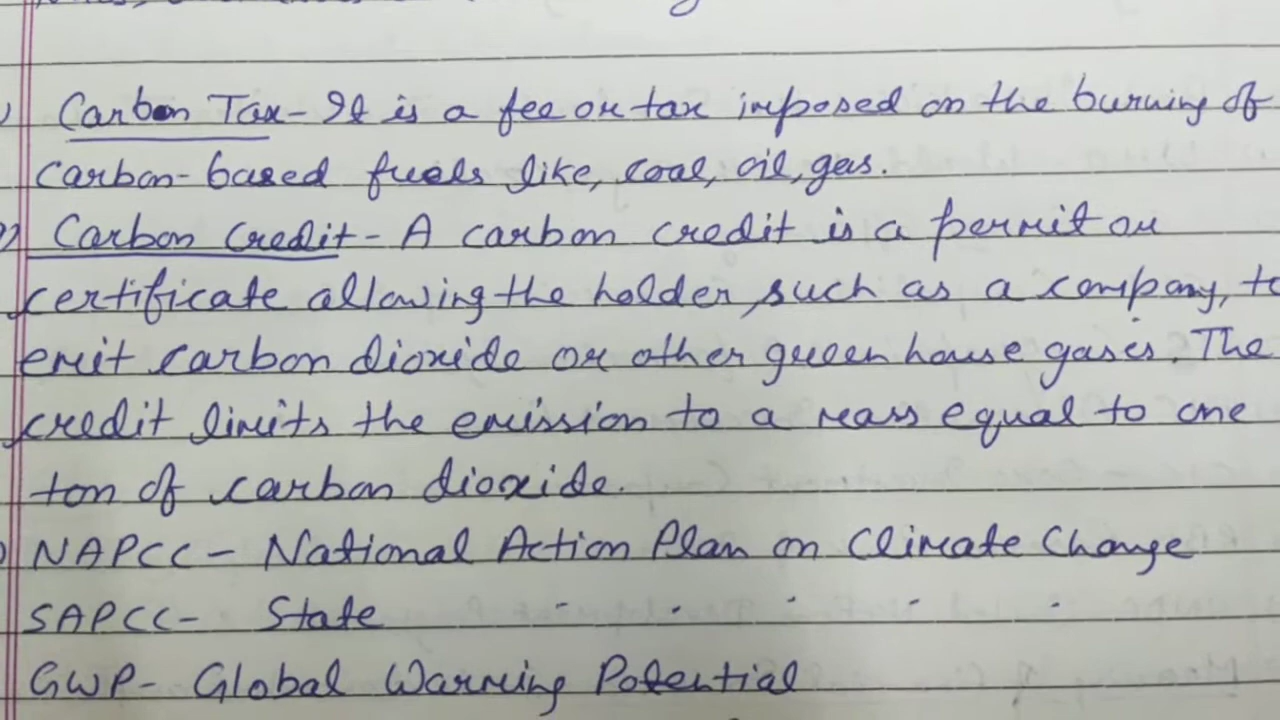 Carbon Tax - It is a fee or tax imposed on the burning of
carbon-based fuels like, coal, oil, gas.
Carbon Credit - A carbon credit is a permit or
certificate allowing the holder, such as a company, to
emit carbon dioxide or other green house gases. The
credit limits the emission to a mass equal to one
ton of carbon dioxide.
NAPCC - National Action Plan on Climate Change
SAPCC - State - - - - -
GWP - Global Warming Potential